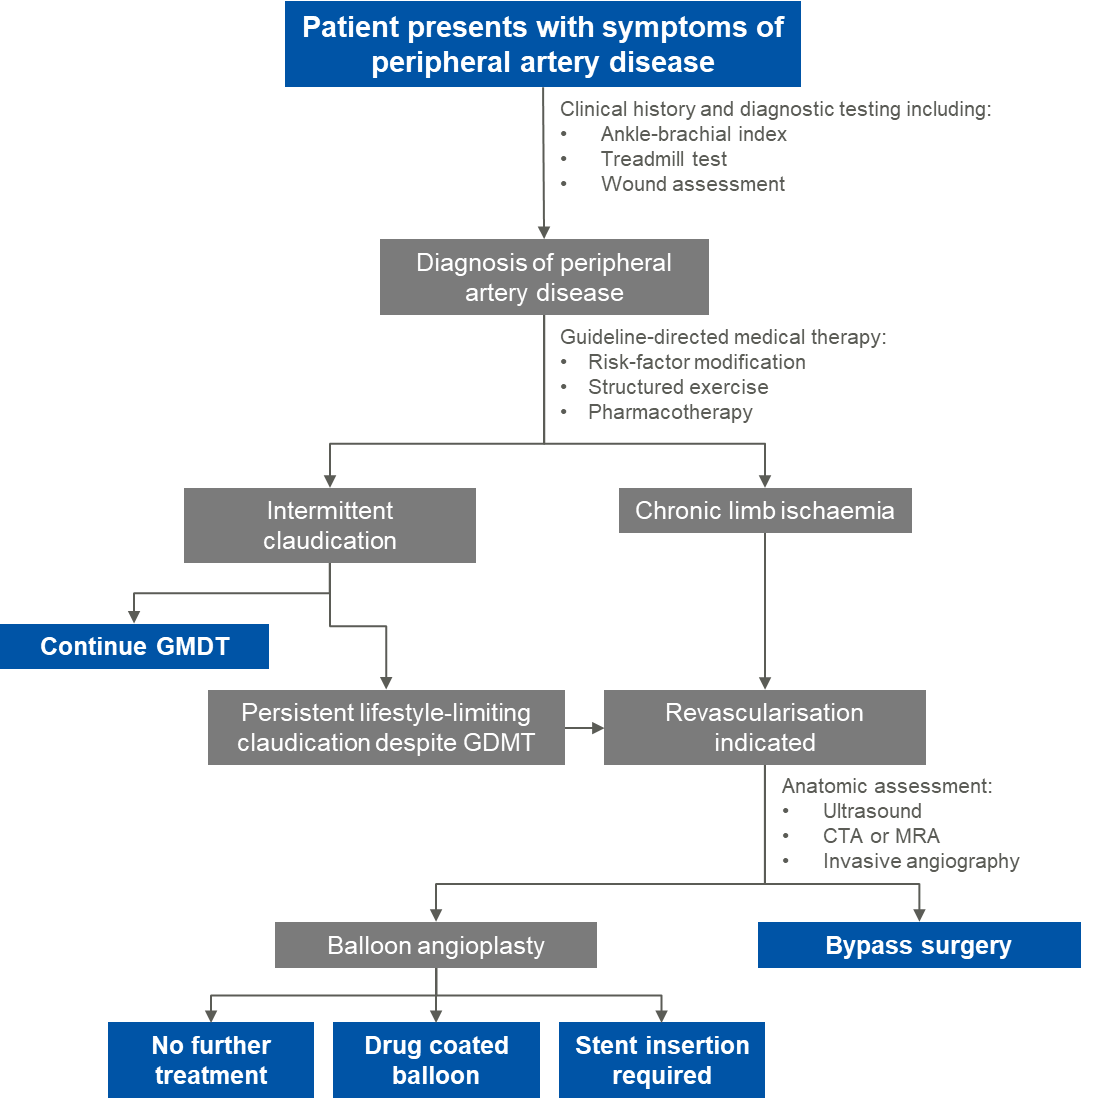 Patient presents with symptoms of
peripheral artery disease
Clinical history and diagnostic testing including:
• Ankle-brachial index
• Treadmill test
• Wound assessment
Diagnosis of peripheral
artery disease
Guideline-directed medical therapy:
• Risk-factor modification
• Structured exercise
• Pharmacotherapy
Intermittent
claudication
Chronic limb ischaemia
Continue GMDT
Persistent lifestyle-limiting
claudication despite GDMT
Revascularisation
indicated
Anatomic assessment:
• Ultrasound
• CTA or MRA
• Invasive angiography
Balloon angioplasty
Bypass surgery
No further
treatment
Drug coated
balloon
Stent insertion
required